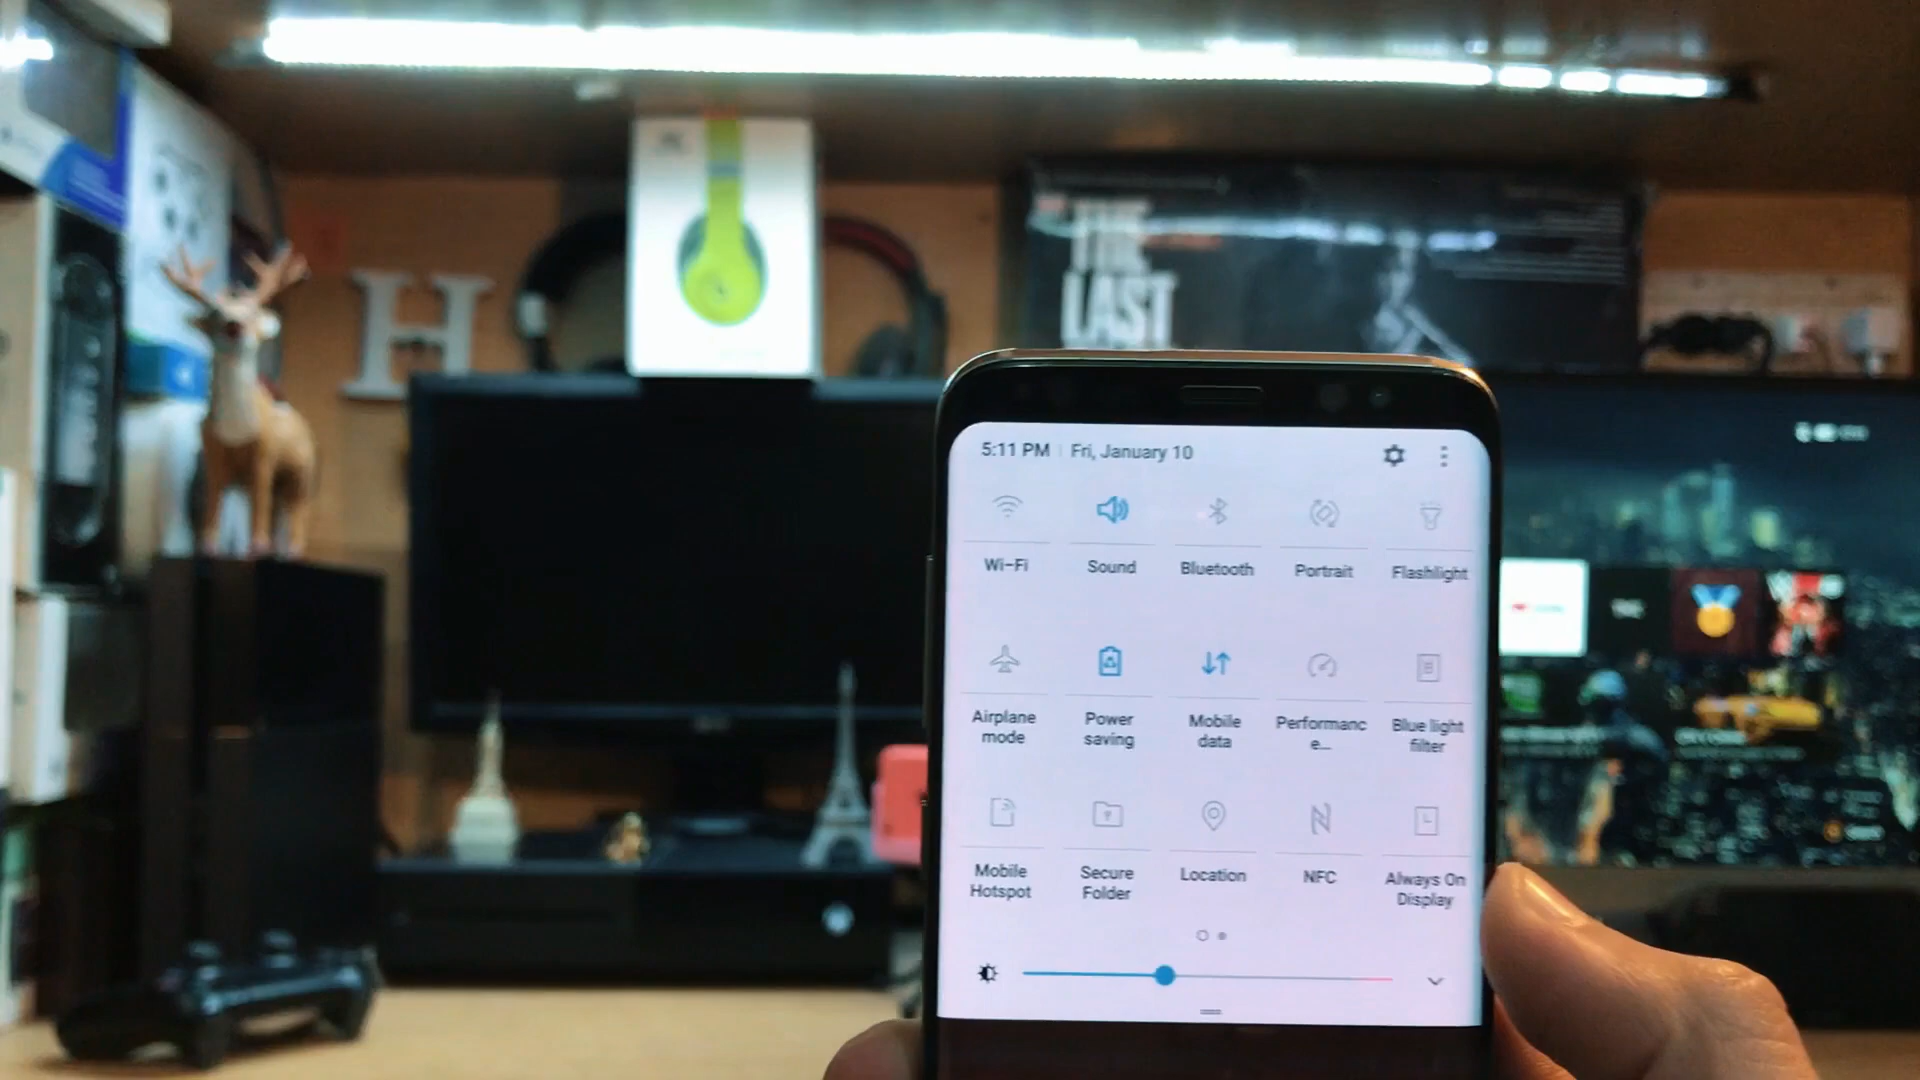 H
THE
LAST
5:11 PM | Fri, January 10
Wi-Fi
Sound
Bluetooth
Portrait
Flashlight
Airplane
mode
Power
saving
Mobile
data
Performanc
e...
Blue light
filter
Mobile
Hotspot
Secure
Folder
Location
NFC
Always On
Display